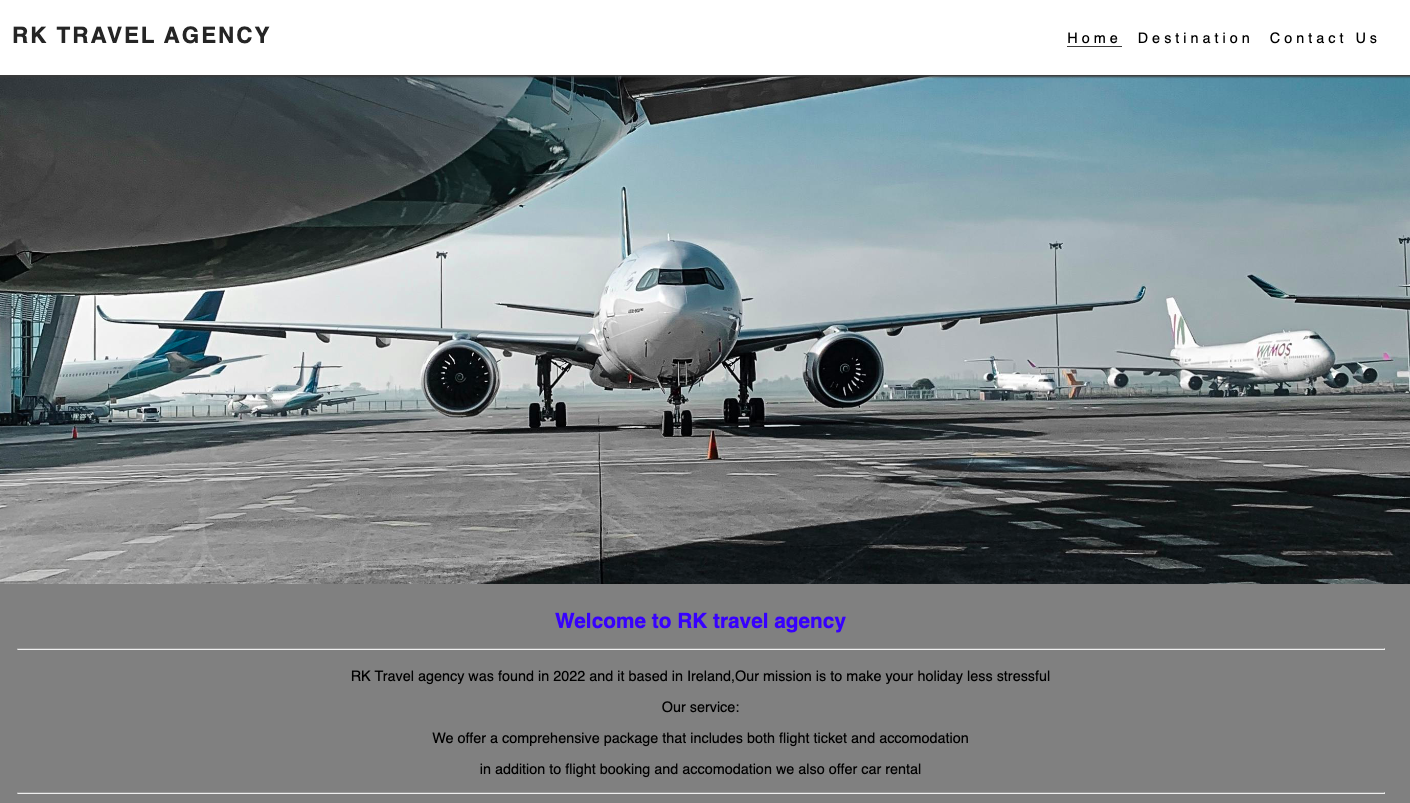 RK TRAVEL AGENCY
Home Destination Contact Us
WAMOS
Welcome to RK travel agency
RK Travel agency was found in 2022 and it based in Ireland,Our mission is to make your holiday less stressful
Our service:
We offer a comprehensive package that includes both flight ticket and accomodation
in addition to flight booking and accomodation we also offer car rental